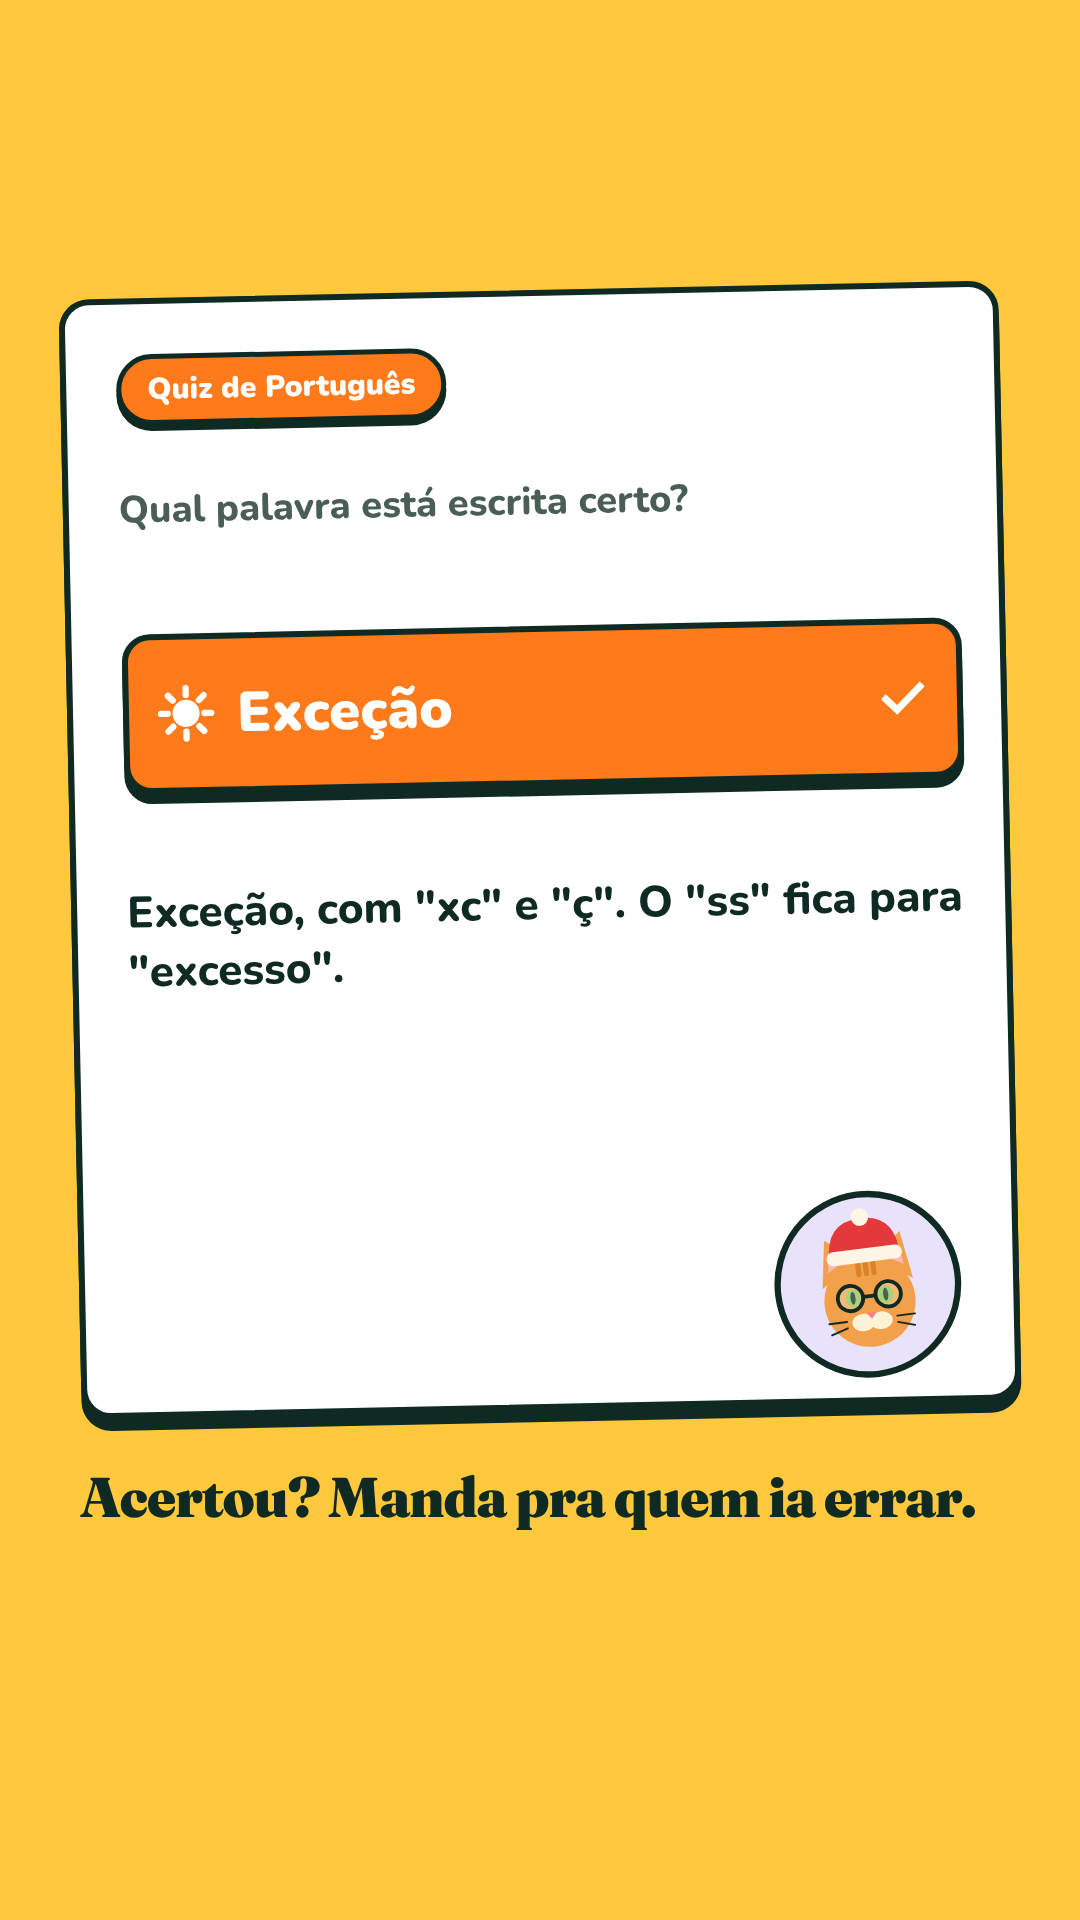 Quiz de Português
Qual palavra está escrita certo?
Exceção
Exceção, com "xc" e "ç". O "ss" fica para
"excesso".
Acertou? Manda pra quem ia errar.